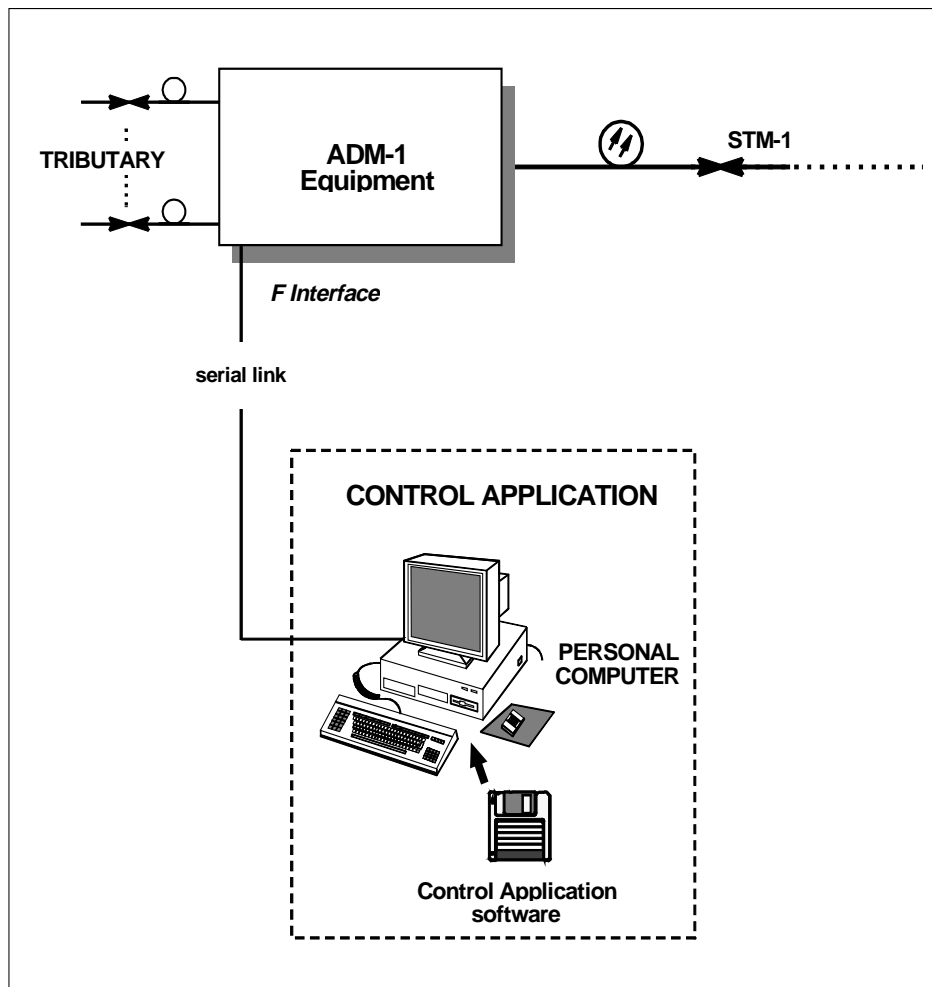 ADM-1
Equipment
TRIBUTARY
STM-1
F Interface
serial link
CONTROL APPLICATION
PERSONAL
COMPUTER
Control Application
software